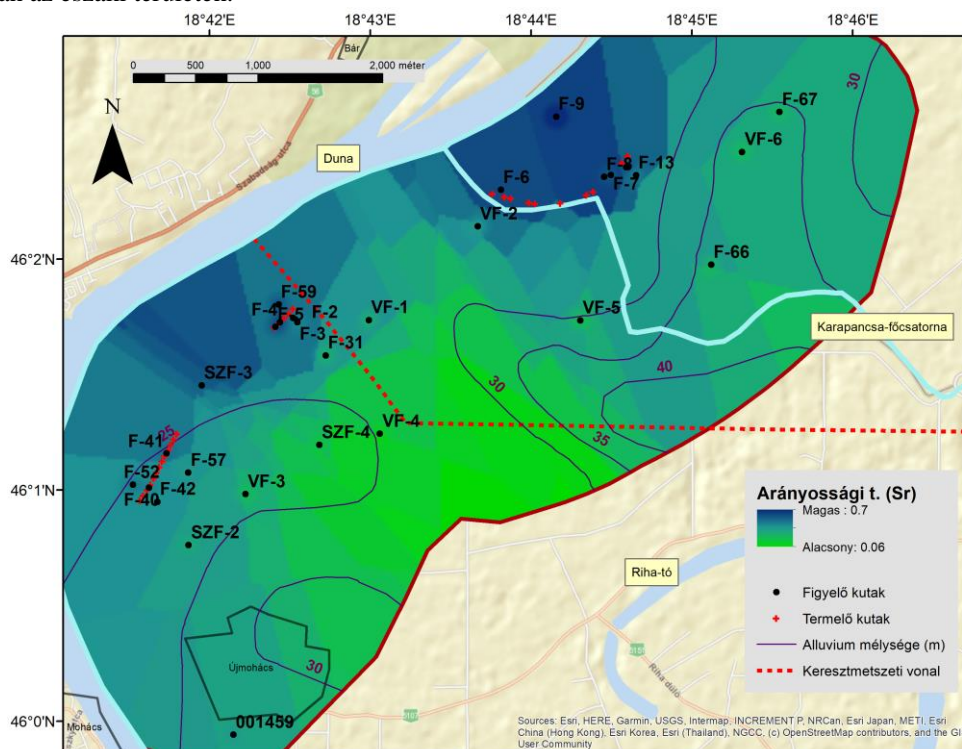 18°42'E 18°43'E 18°44'E 18°45'E 18°46'E
Bár
0 500 1,000 2,000 méter
N
56
Szabadság utca
Duna
F-9
30
F-67
VF-6
F-8
F-13
F-6
F-7
VF-2
46°2'N
F-66
F-59
F-4
F-5
F-2
F-3
VF-1
VF-5
F-31
Karapancsa-főcsatorna
SZF-3
40
30
25
VF-4
35
SZF-4
F-41
F-52
F-57
F-42
F-40
VF-3
46°1'N
SZF-2
Arányossági t. (Sr)
Magas : 0.7
Alacsony: 0.06
Riha-tó
Figyelő kutak
Termelő kutak
Alluvium mélysége (m)
Keresztmetszeti vonal
Újmohács
30
Riha dűlő
Mohács
001459
46°0'N
Sources: Esri, HERE, Garmin, USGS, Intermap, INCREMENT P, NRCan, Esri Japan, METI, Esri
China (Hong Kong), Esri Korea, Esri (Thailand), NGCC, (c) OpenStreetMap contributors, and the GI
User Community